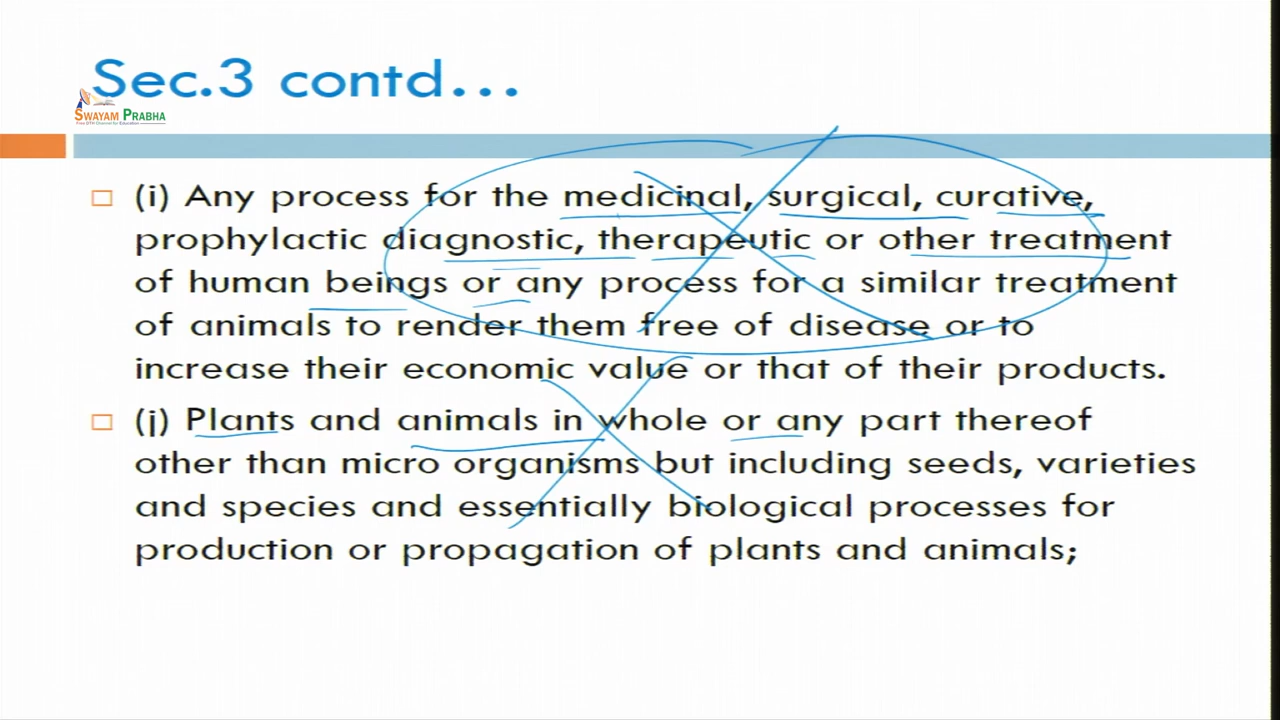 Sec.3 contd...
SWAYAM PRABHA
(i) Any process for the medicinal, surgical, curative,
prophylactic diagnostic, therapeutic or other treatment
of human beings or any process for a similar treatment
of animals to render them free of disease or to
increase their economic value or that of their products.
(j) Plants and animals in whole or any part thereof
other than micro organisms but including seeds, varieties
and species and essentially biological processes for
production or propagation of plants and animals;